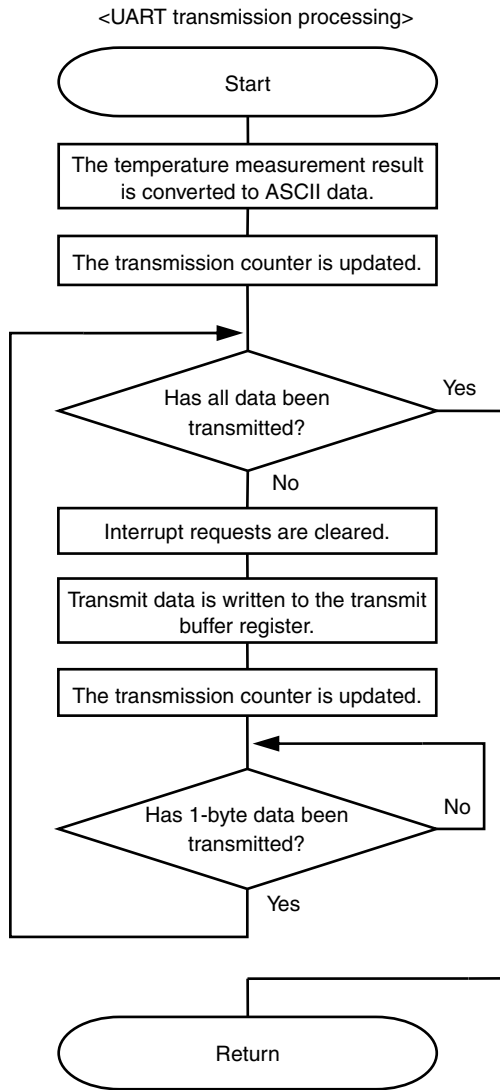 <UART transmission processing>
Start
The temperature measurement result
is converted to ASCII data.
The transmission counter is updated.
Has all data been
transmitted?
Yes
No
Interrupt requests are cleared.
Transmit data is written to the transmit
buffer register.
The transmission counter is updated.
Has 1-byte data been
transmitted?
No
Yes
Return